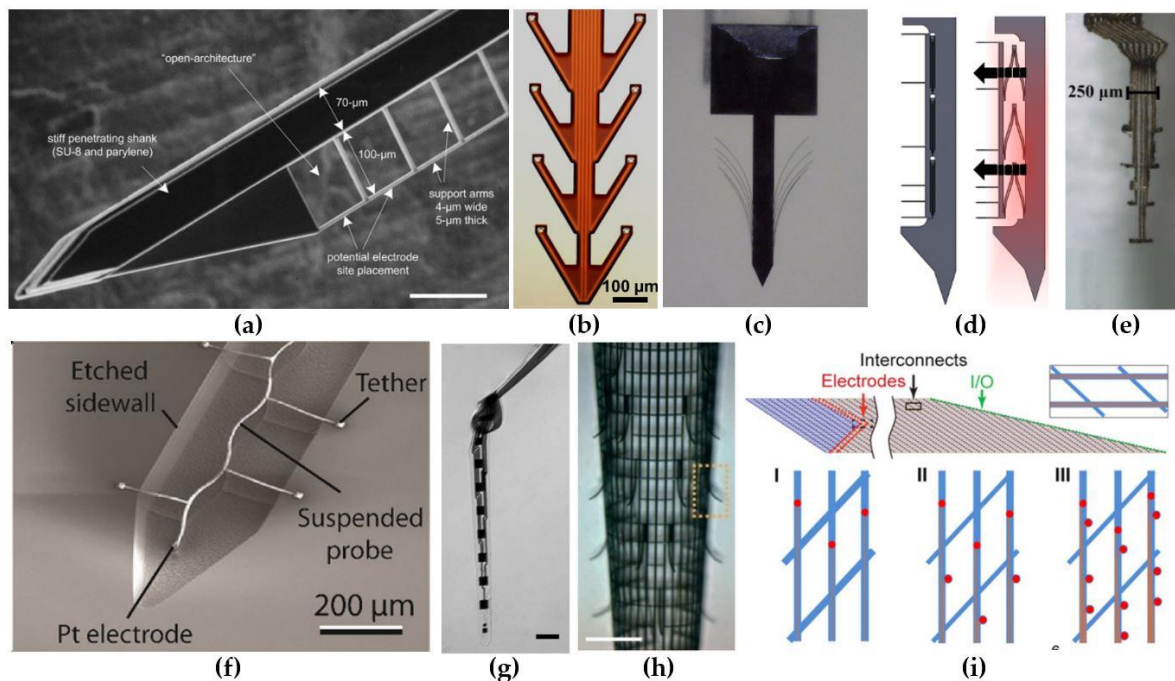 "open-architecture"
70-µm
stiff penetrating shank
(SU-8 and parylene)
100-µm
support arms
4-µm wide
5-µm thick
potential electrode
site placement
(a)
100 µm
(b)
(c)
(d)
250 µm
(e)
Etched
sidewall
Tether
Suspended
probe
Pt electrode
200 µm
(f)
(g)
(h)
Interconnects
Electrodes
I/O
I
II
III
(i)